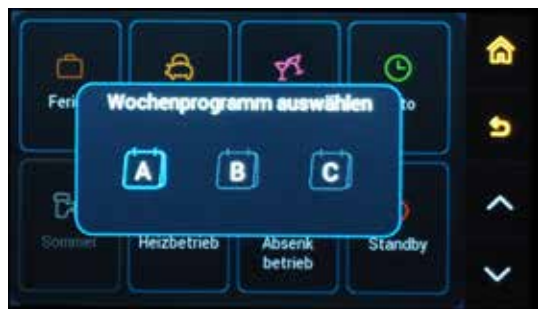 Wochenprogramm auswählen
A B C
Sommer
Heizbetrieb
Absenk
betrieb
Standby